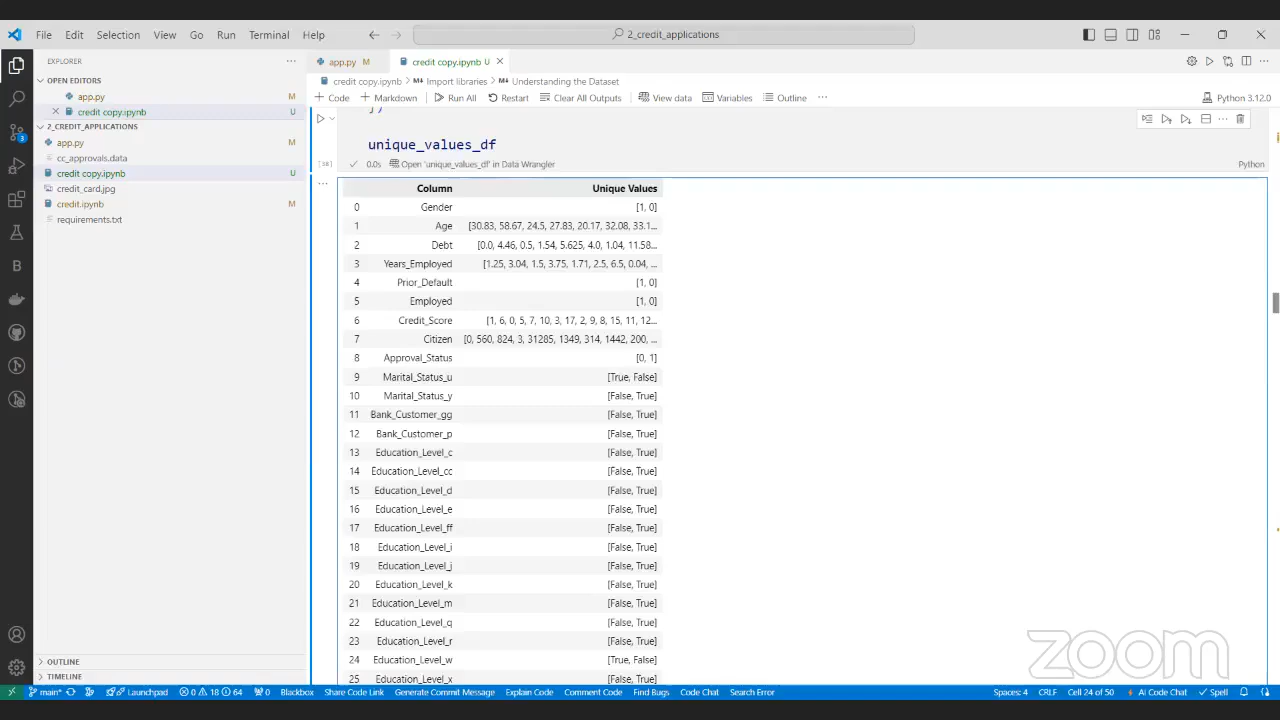 File Edit Selection View Go Run Terminal Help 2_credit_applications
EXPLORER
OPEN EDITORS
app.py M
credit copy.ipynb U
2_CREDIT_APPLICATIONS
app.py M
cc_approvals.data
credit copy.ipynb U
credit_card.jpg
credit.ipynb M
requirements.txt
OUTLINE
TIMELINE
app.py M credit copy.ipynb U
credit copy.ipynb > M↓ Import libraries > M↓ Understanding the Dataset
+ Code + Markdown Run All Restart Clear All Outputs View data Variables Outline ... Python 3.12.0
})
unique_values_df
[38] 0.0s Open 'unique_values_df' in Data Wrangler Python
Column Unique Values
0 Gender [1, 0]
1 Age [30.83, 58.67, 24.5, 27.83, 20.17, 32.08, 33.1...
2 Debt [0.0, 4.46, 0.5, 1.54, 5.625, 4.0, 1.04, 11.58...
3 Years_Employed [1.25, 3.04, 1.5, 3.75, 1.71, 2.5, 6.5, 0.04, ...
4 Prior_Default [1, 0]
5 Employed [1, 0]
6 Credit_Score [1, 6, 0, 5, 7, 10, 3, 17, 2, 9, 8, 15, 11, 12...
7 Citizen [0, 560, 824, 3, 31285, 1349, 314, 1442, 200, ...
8 Approval_Status [0, 1]
9 Marital_Status_u [True, False]
10 Marital_Status_y [False, True]
11 Bank_Customer_gg [False, True]
12 Bank_Customer_p [False, True]
13 Education_Level_c [False, True]
14 Education_Level_cc [False, True]
15 Education_Level_d [False, True]
16 Education_Level_e [False, True]
17 Education_Level_ff [False, True]
18 Education_Level_i [False, True]
19 Education_Level_j [False, True]
20 Education_Level_k [False, True]
21 Education_Level_m [False, True]
22 Education_Level_q [False, True]
23 Education_Level_r [False, True]
24 Education_Level_w [True, False]
25 Education_Level_x [False, True]
zoom
main* Launchpad 0 18 64 0 Blackbox Share Code Link Generate Commit Message Explain Code Comment Code Find Bugs Code Chat Search Error Spaces: 4 CRLF Cell 24 of 50 AI Code Chat Spell